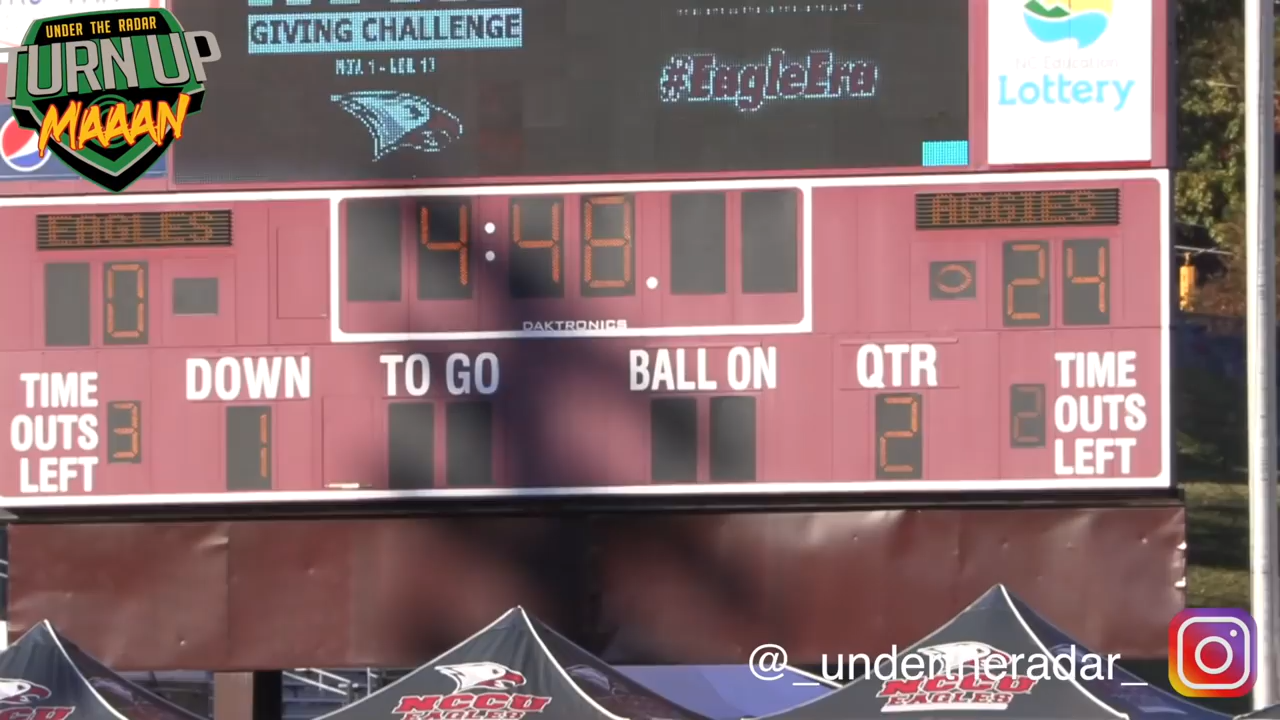 UNDER THE RADAR
TURN UP
MAAAN
GIVING CHALLENGE
#EagleEra
NC Education
Lottery
EAGLES
AGGIES
0
4:48.
24
DAKTRONICS
TIME
OUTS
LEFT
3
DOWN
1
TO GO
BALL ON
QTR
2
TIME
OUTS
LEFT
2
@_undertheradar_
NCCU
EAGLES
NCCU
EAGLES